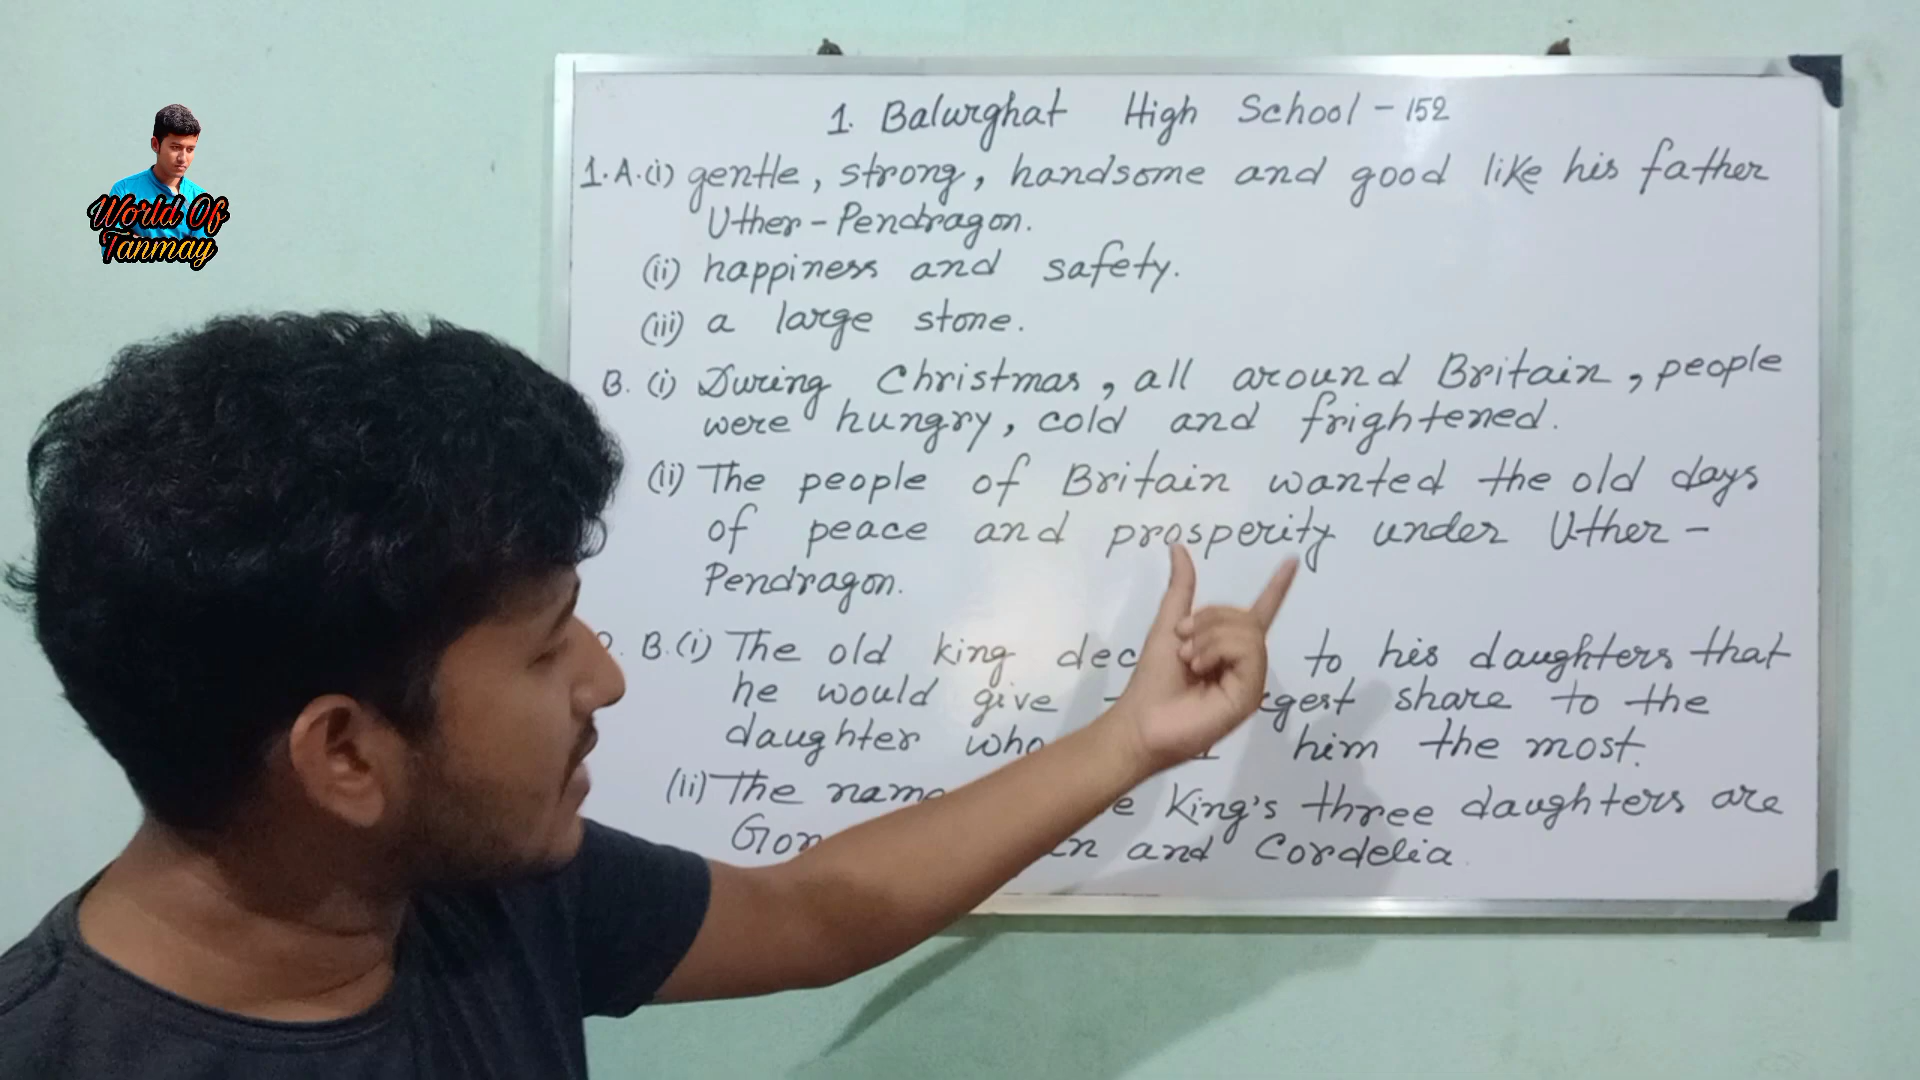 World Of
Tanmay
1. Balurghat High School - 152
1. A. (i) gentle, strong, handsome and good like his father
Uther - Pendragon.
(ii) happiness and safety.
(iii) a large stone.
B. (i) During Christmas, all around Britain, people
were hungry, cold and frightened.
(ii) The people of Britain wanted the old days
of peace and prosperity under Uther -
Pendragon.
B. (i) The old king to his daughters that
he would give share to the
daughter him the most.
(ii) The King's three daughters are
and Cordelia